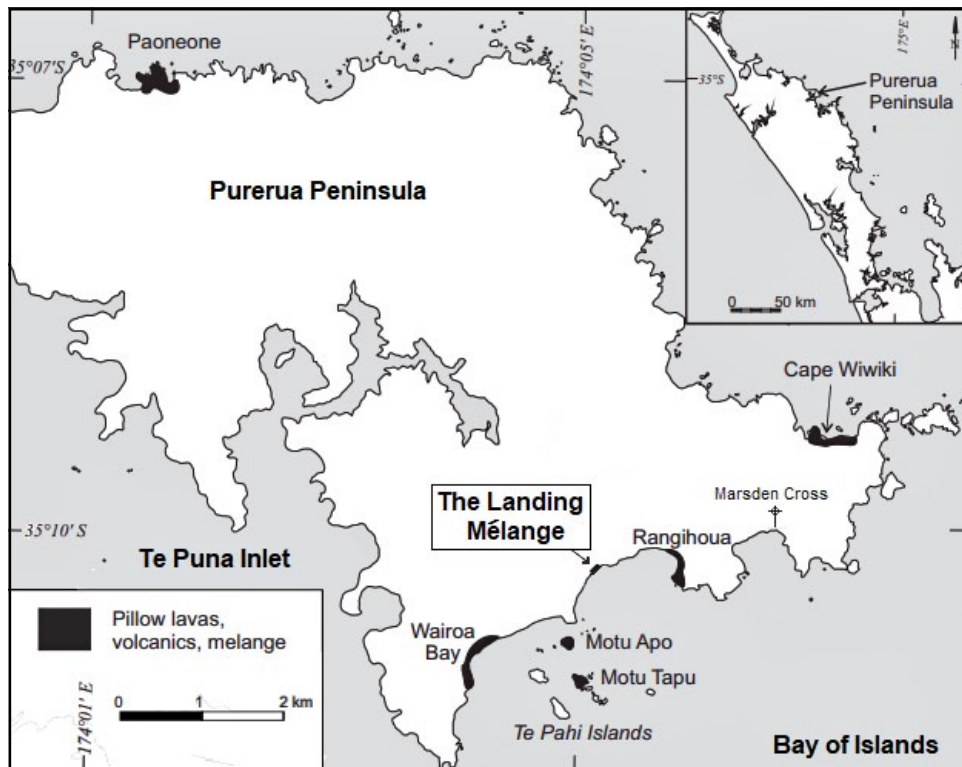 Paoneone
35°07'S
174°05' E
Purerua Peninsula
175°E
N
35°S
Purerua
Peninsula
0 50 km
Cape Wiwiki
Marsden Cross
The Landing
Mélange
Rangihoua
35°10' S
Te Puna Inlet
Pillow lavas,
volcanics, melange
Wairoa
Bay
Motu Apo
Motu Tapu
0 1 2 km
174°01' E
Te Pahi Islands
Bay of Islands